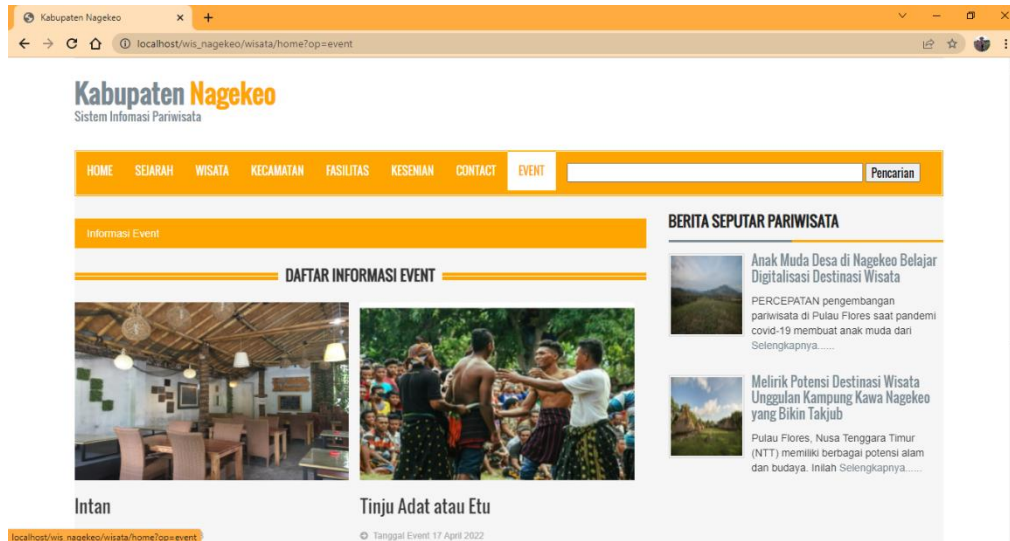 Kabupaten Nagekeo
localhost/wis_nagekeo/wisata/home?op=event
Kabupaten Nagekeo
Sistem Infomasi Pariwisata
HOME SEJARAH WISATA KECAMATAN FASILITAS KESENIAN CONTACT EVENT Pencarian
Informasi Event
DAFTAR INFORMASI EVENT
Intan
Tinju Adat atau Etu
Tanggal Event 17 April 2022
BERITA SEPUTAR PARIWISATA
Anak Muda Desa di Nagekeo Belajar
Digitalisasi Destinasi Wisata
PERCEPATAN pengembangan
pariwisata di Pulau Flores saat pandemi
covid-19 membuat anak muda dari
Selengkapnya......
Melirik Potensi Destinasi Wisata
Unggulan Kampung Kawa Nagekeo
yang Bikin Takjub
Pulau Flores, Nusa Tenggara Timur
(NTT) memiliki berbagai potensi alam
dan budaya. Inilah Selengkapnya......
localhost/wis_nagekeo/wisata/home?op=event